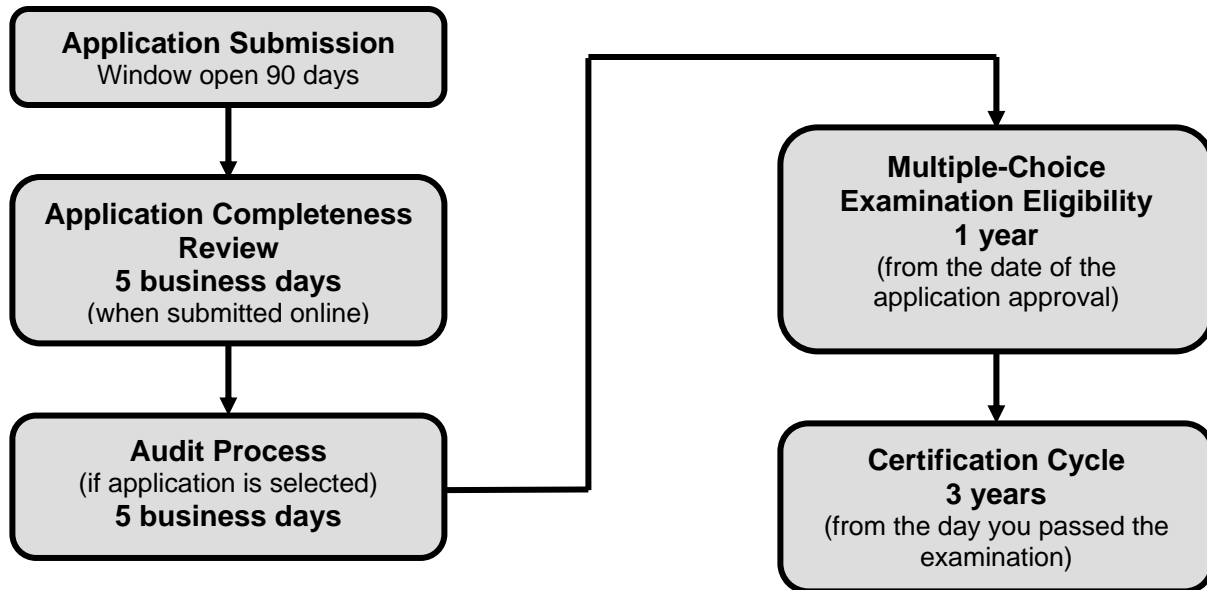 Application Submission
Window open 90 days
Application Completeness
Review
5 business days
(when submitted online)
Audit Process
(if application is selected)
5 business days
Multiple-Choice
Examination Eligibility
1 year
(from the date of the
application approval)
Certification Cycle
3 years
(from the day you passed the
examination)